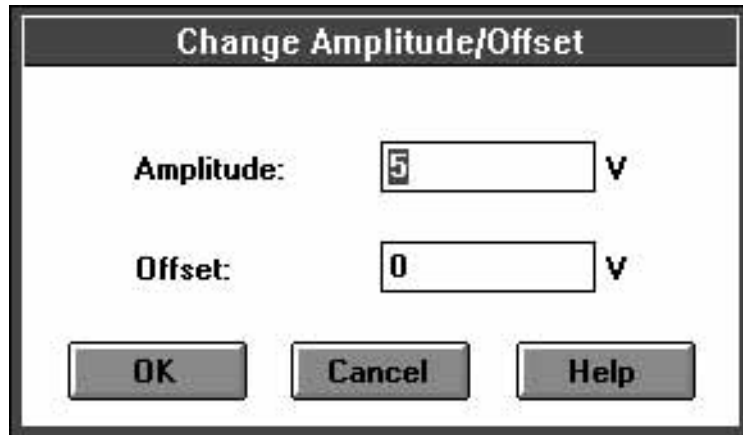 Change Amplitude/Offset
Amplitude: 5 V
Offset: 0 V
OK Cancel Help